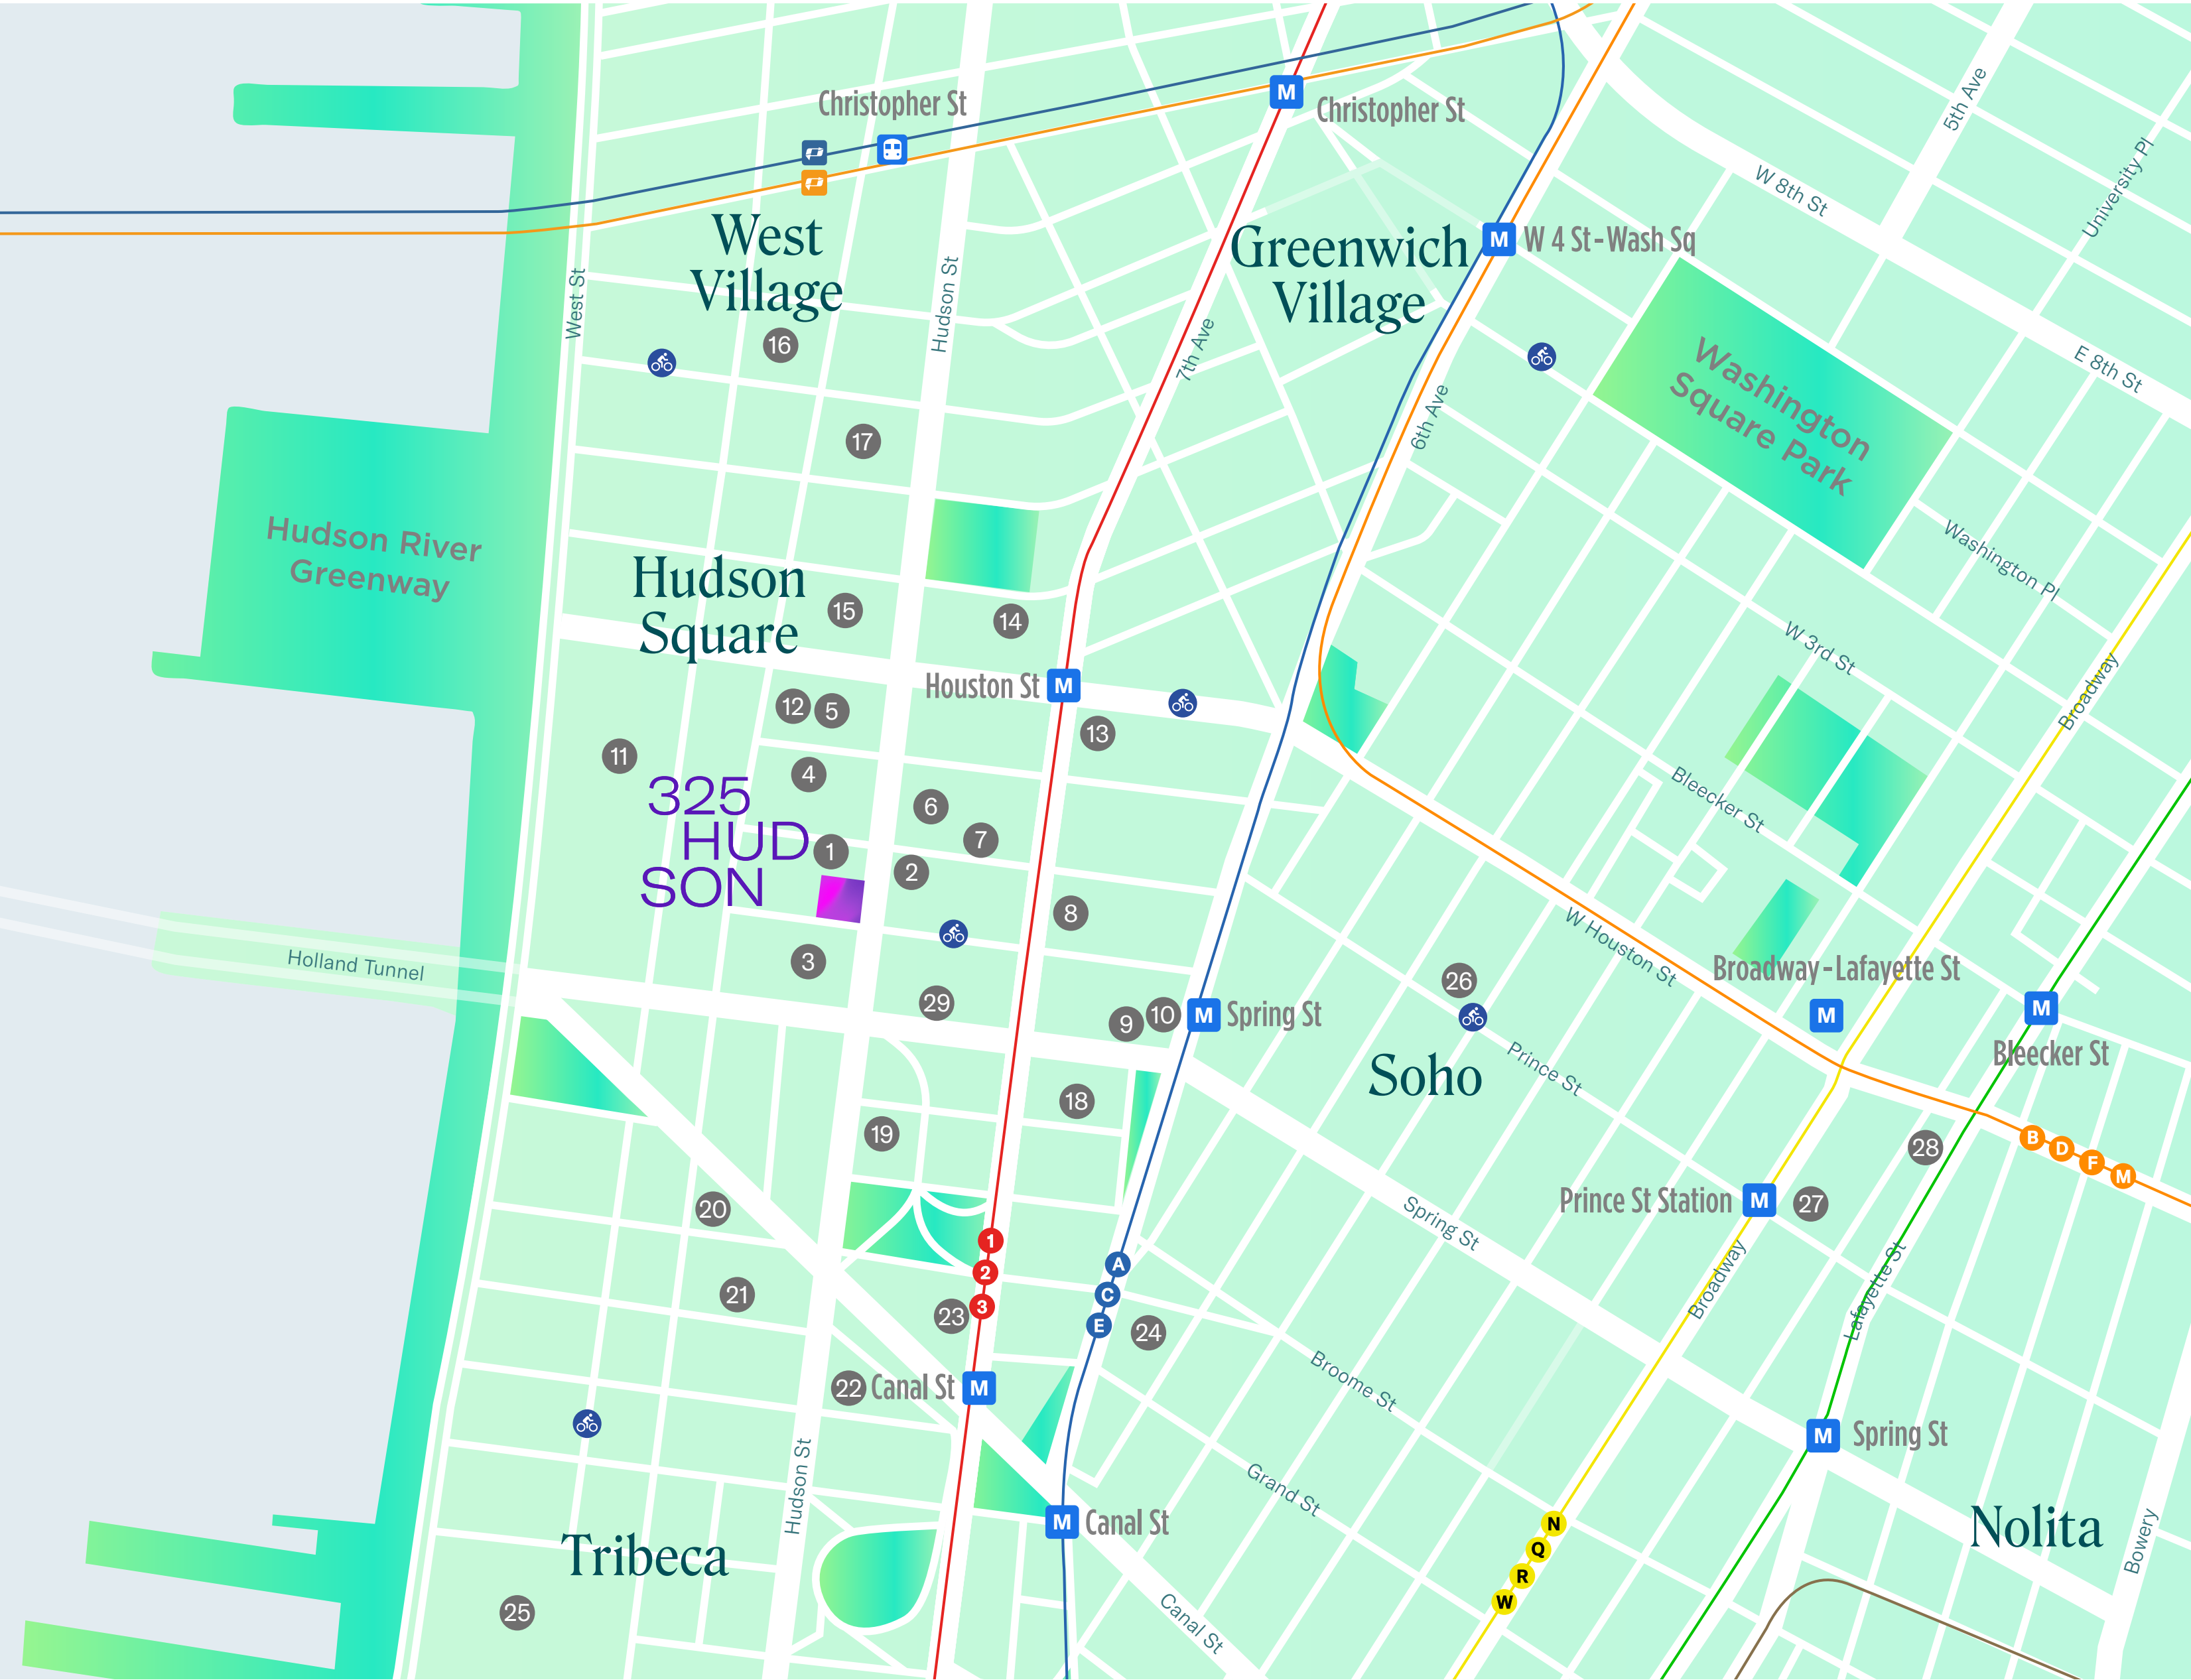 Christopher St
M
Christopher St
5th Ave
University Pl
W 8th St
West
Village
Greenwich
Village
M
W 4 St-Wash Sq
West St
Hudson St
16
7th Ave
Washington
Square Park
E 8th St
6th Ave
17
Hudson River
Greenway
Washington Pl
Hudson
Square
15
14
W 3rd St
Broadway
Houston St
M
12
5
13
11
4
325
HUD
SON
6
7
1
2
8
Bleecker St
W Houston St
Holland Tunnel
3
29
9
10
M
Spring St
26
Broadway-Lafayette St
M
M
Bleecker St
Soho
Prince St
18
19
28
B
D
F
M
20
Prince St Station
M
27
Spring St
1
2
3
A
C
E
21
23
24
Broadway
Lafayette St
22
Canal St
M
Broome St
M
Spring St
Hudson St
Grand St
M
Canal St
N
Q
R
W
Nolita
Bowery
Tribeca
25
Canal St